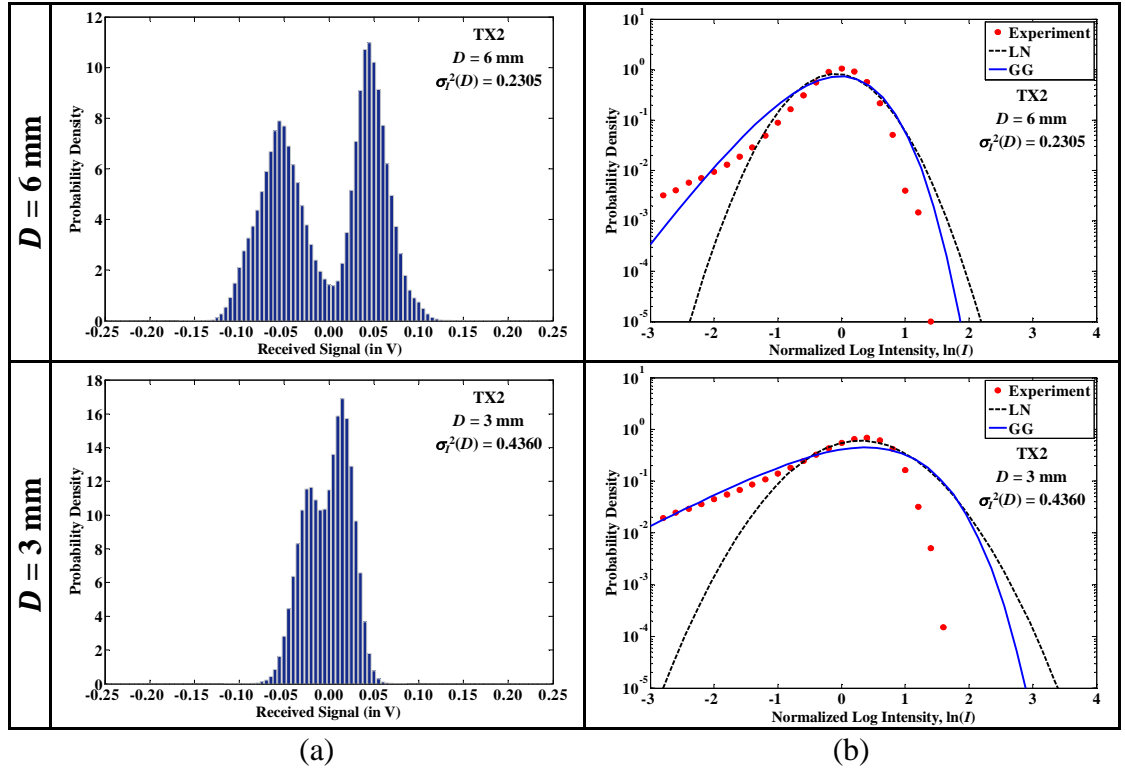 D = 6 mm
12
10
8
6
4
2
0
Probability Density
TX2
D = 6 mm
σI²(D) = 0.2305
-0.25 -0.20 -0.15 -0.10 -0.05 0.00 0.05 0.10 0.15 0.20 0.25
Received Signal (in V)
10¹
10⁰
10⁻¹
10⁻²
10⁻³
10⁻⁴
10⁻⁵
Probability Density
Experiment
LN
GG
TX2
D = 6 mm
σI²(D) = 0.2305
-3 -2 -1 0 1 2 3 4
Normalized Log Intensity, ln(I)
D = 3 mm
18
16
14
12
10
8
6
4
2
0
Probability Density
TX2
D = 3 mm
σI²(D) = 0.4360
-0.25 -0.20 -0.15 -0.10 -0.05 0.00 0.05 0.10 0.15 0.20 0.25
Received Signal (in V)
10¹
10⁰
10⁻¹
10⁻²
10⁻³
10⁻⁴
10⁻⁵
Probability Density
Experiment
LN
GG
TX2
D = 3 mm
σI²(D) = 0.4360
-3 -2 -1 0 1 2 3 4
Normalized Log Intensity, ln(I)
(a)
(b)